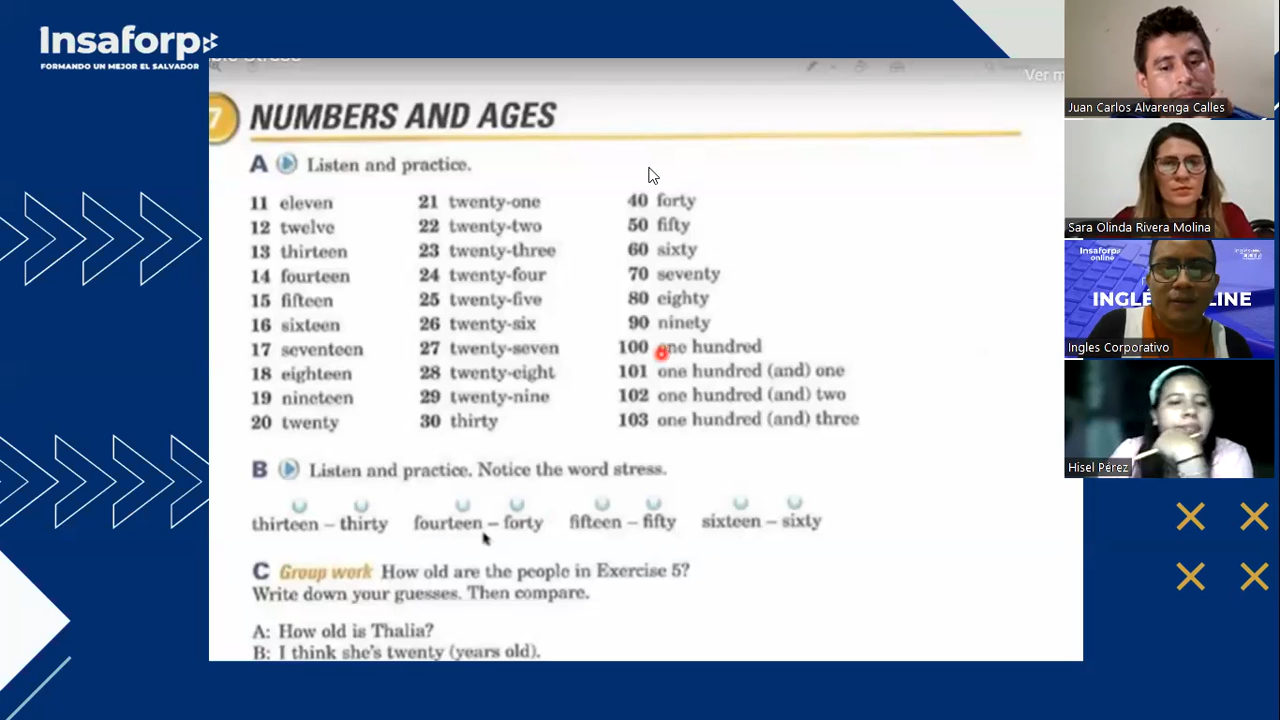 Insaforp
FORMANDO UN MEJOR EL SALVADOR
Stress
Ver m
7 NUMBERS AND AGES
A Listen and practice.
11 eleven
12 twelve
13 thirteen
14 fourteen
15 fifteen
16 sixteen
17 seventeen
18 eighteen
19 nineteen
20 twenty
21 twenty-one
22 twenty-two
23 twenty-three
24 twenty-four
25 twenty-five
26 twenty-six
27 twenty-seven
28 twenty-eight
29 twenty-nine
30 thirty
40 forty
50 fifty
60 sixty
70 seventy
80 eighty
90 ninety
100 one hundred
101 one hundred (and) one
102 one hundred (and) two
103 one hundred (and) three
B Listen and practice. Notice the word stress.
thirteen – thirty fourteen – forty fifteen – fifty sixteen – sixty
C Group work How old are the people in Exercise 5?
Write down your guesses. Then compare.
A: How old is Thalia?
B: I think she's twenty (years old).
Juan Carlos Alvarenga Calles
Sara Olinda Rivera Molina
Insaforp
online
INGL LINE
Ingles Corporativo
Hisel Pérez